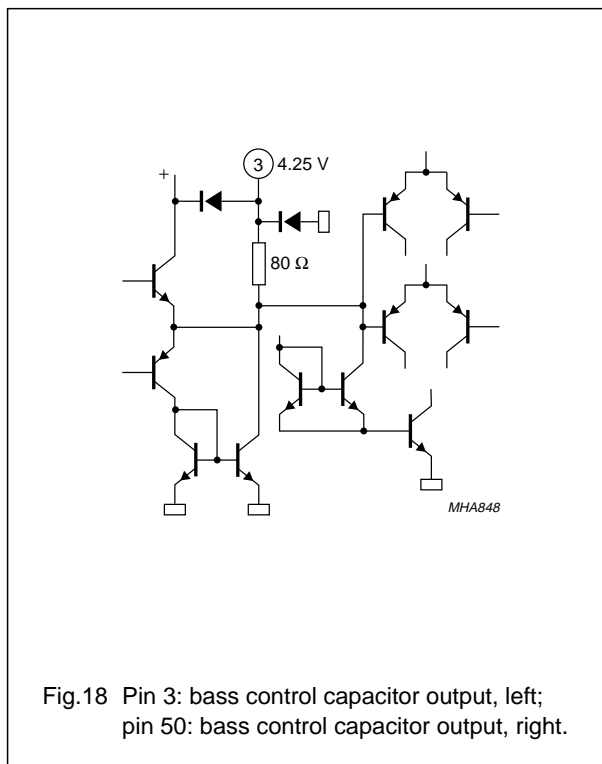 3 4.25 V
+
80 Ω
MHA848
Fig.18 Pin 3: bass control capacitor output, left;
pin 50: bass control capacitor output, right.